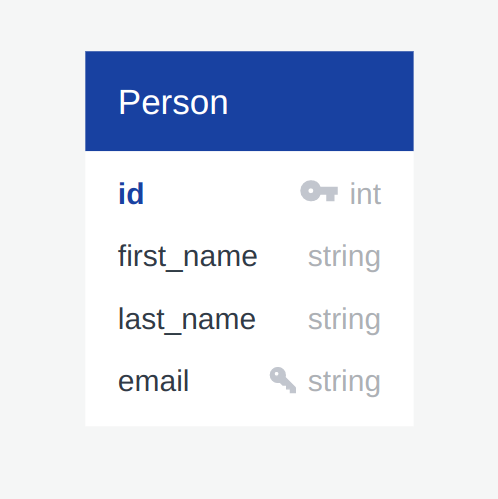 Person
id int
first_name string
last_name string
email string